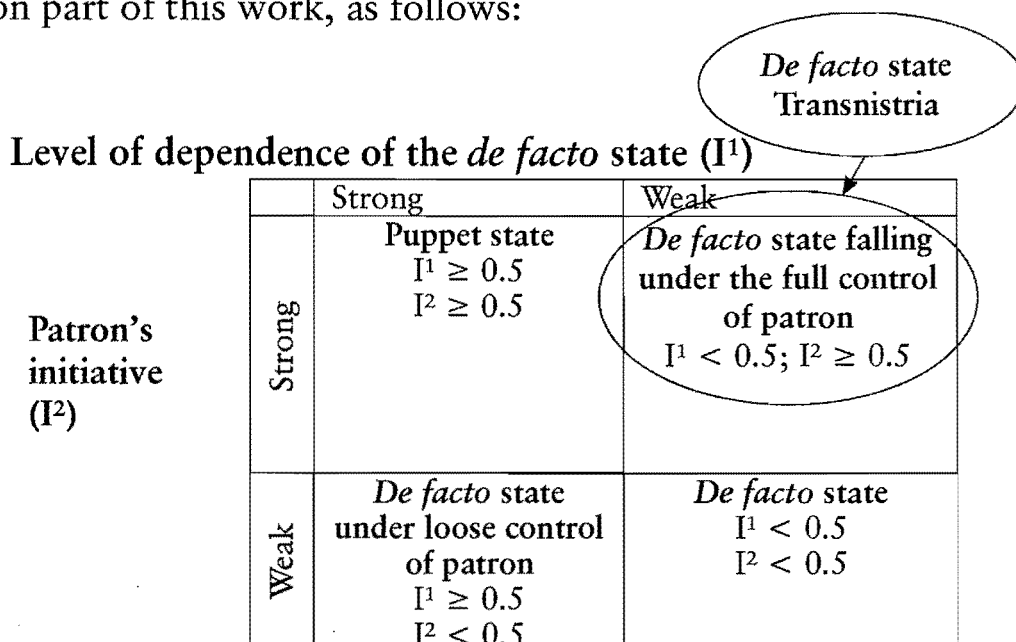 on part of this work, as follows:
De facto state
Transnistria
Level of dependence of the de facto state (I¹)
Strong
Weak
Patron's
initiative
(I²)
Strong
Puppet state
I¹ ≥ 0.5
I² ≥ 0.5
De facto state falling
under the full control
of patron
I¹ < 0.5; I² ≥ 0.5
Weak
De facto state
under loose control
of patron
I¹ ≥ 0.5
I² < 0.5
De facto state
I¹ < 0.5
I² < 0.5